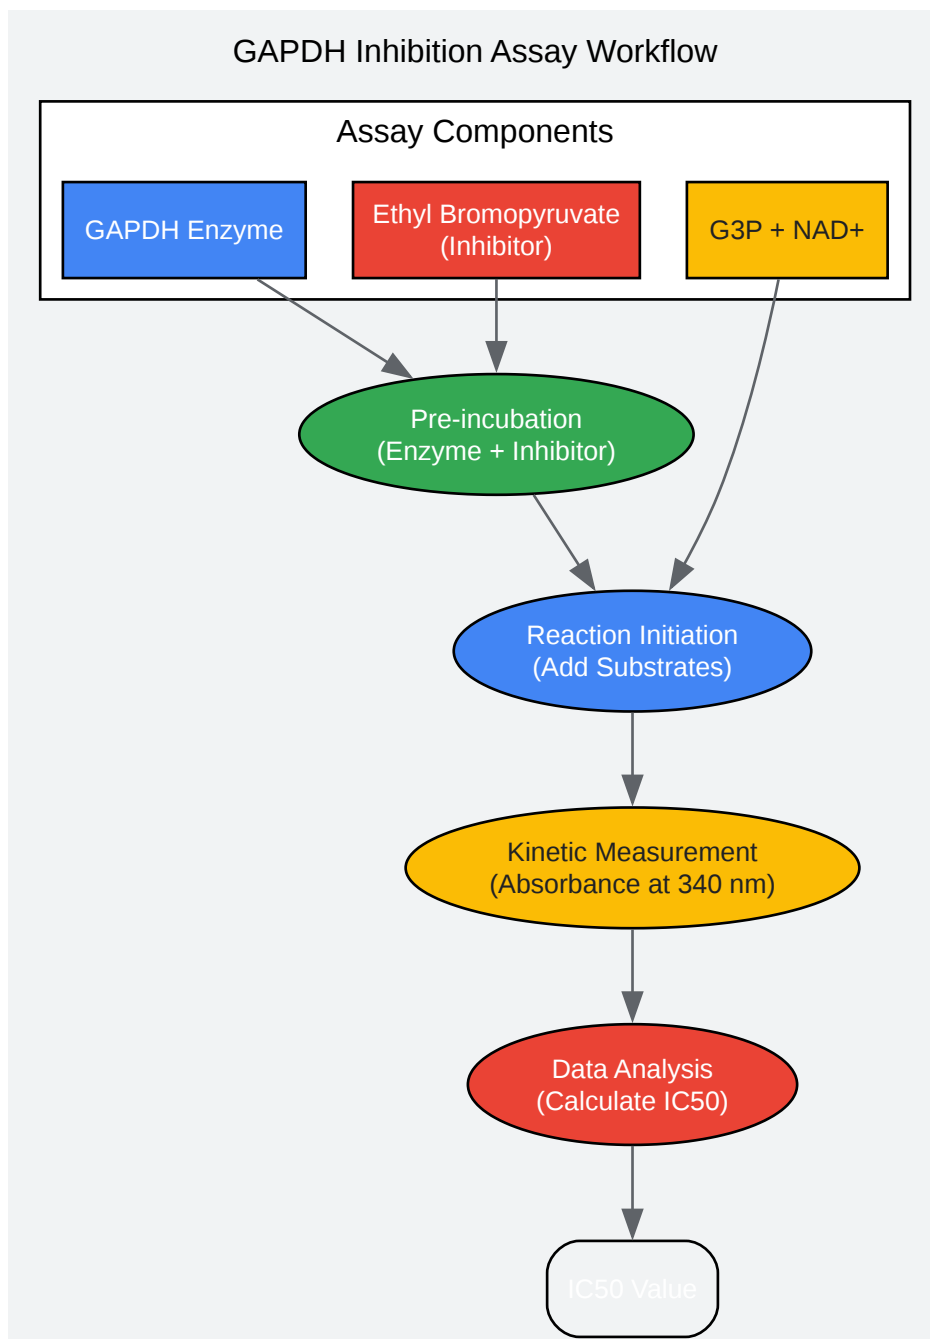 GAPDH Inhibition Assay Workflow
Assay Components
GAPDH Enzyme
Ethyl Bromopyruvate
(Inhibitor)
G3P + NAD+
Pre-incubation
(Enzyme + Inhibitor)
Reaction Initiation
(Add Substrates)
Kinetic Measurement
(Absorbance at 340 nm)
Data Analysis
(Calculate IC50)
IC50 Value